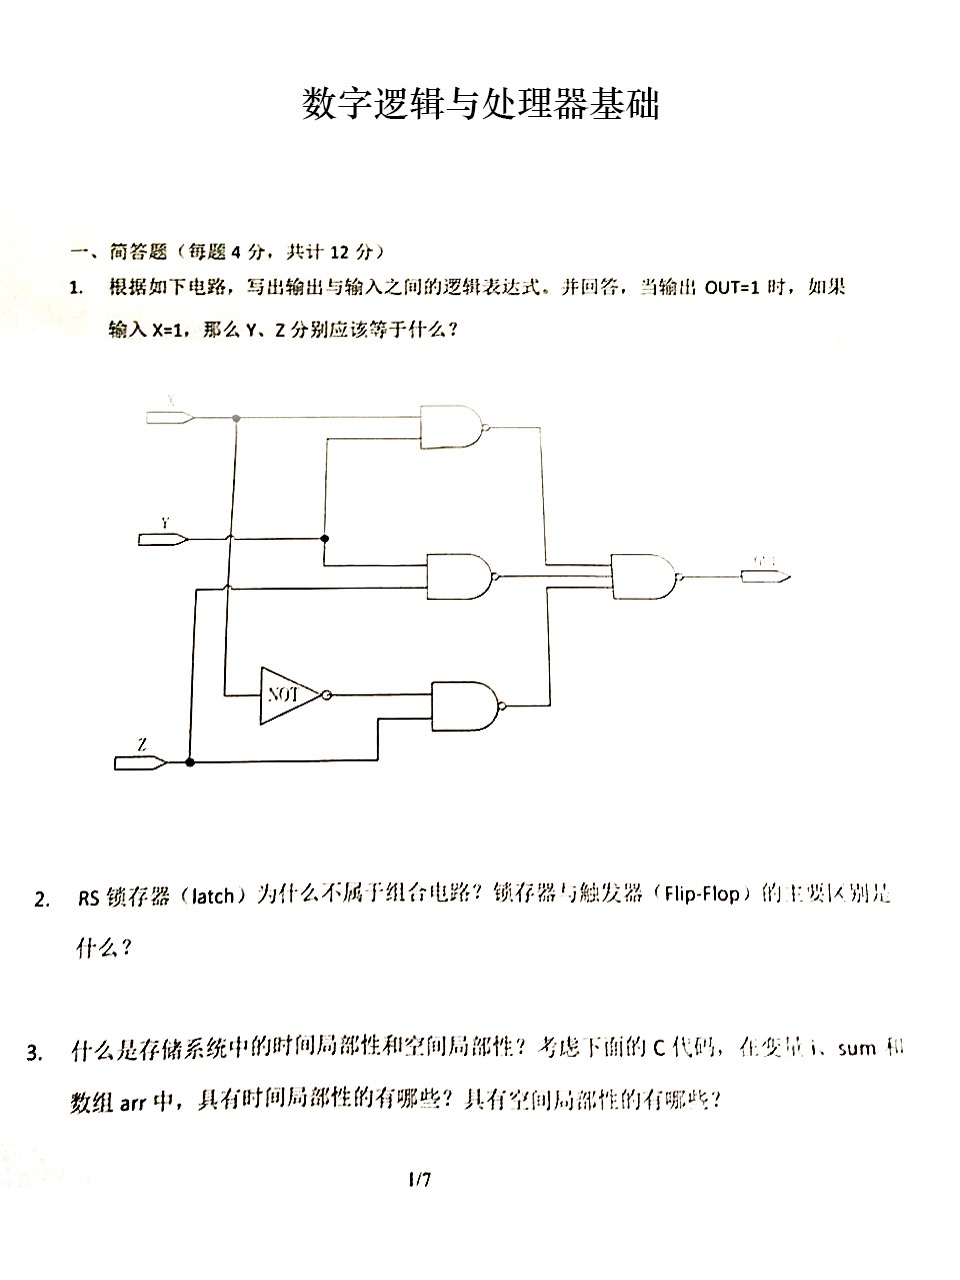 数字逻辑与处理器基础
一、简答题（每题 4 分，共计 12 分）
1. 根据如下电路，写出输出与输入之间的逻辑表达式。并回答，当输出 OUT=1 时，如果
输入 X=1，那么 Y、Z 分别应该等于什么？
X
Y
OUT
NOT
Z
2. RS 锁存器（latch）为什么不属于组合电路？锁存器与触发器（Flip-Flop）的主要区别是
什么？
3. 什么是存储系统中的时间局部性和空间局部性？考虑下面的 C 代码，在变量 i、sum 和
数组 arr 中，具有时间局部性的有哪些？具有空间局部性的有哪些？
1/7